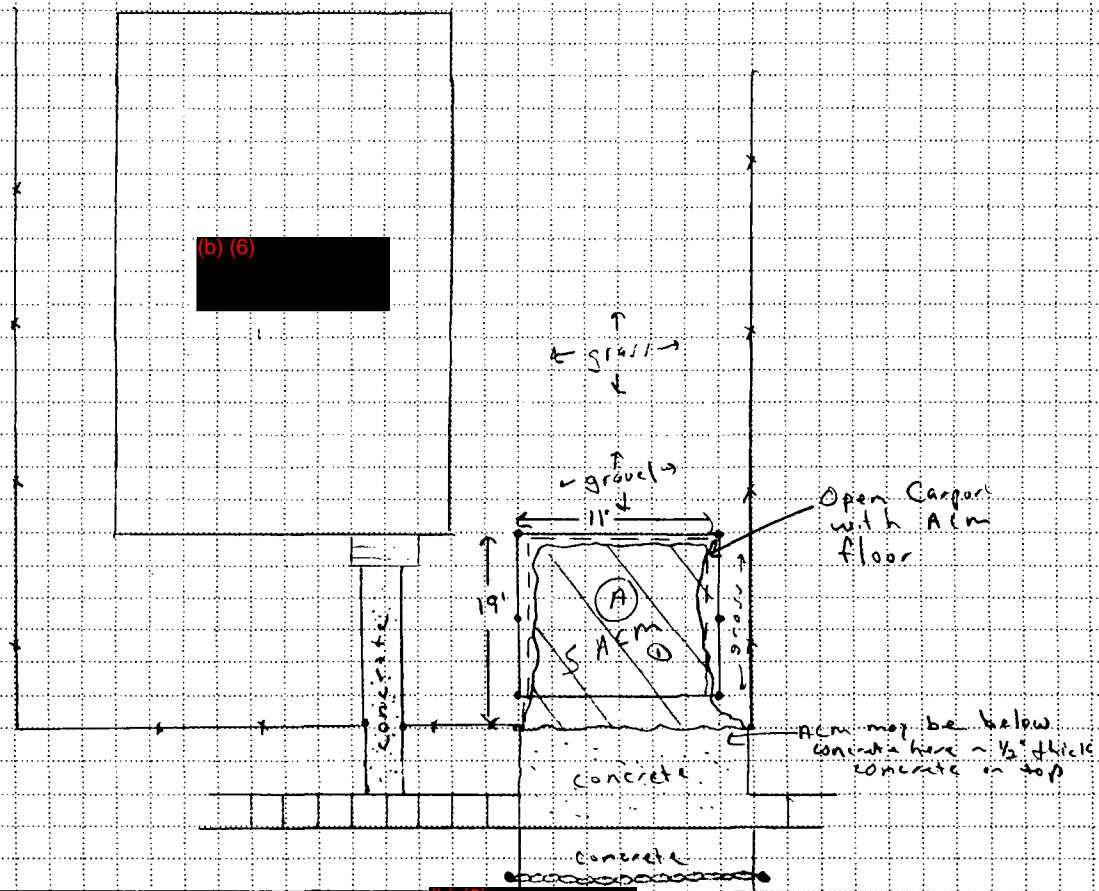 (b) (6)
grass
gravel
11'
Open Carport
with ACM
floor
19'
A
S ACM 1
grass
concrete
ACM may be below
concrete here ~ 1/2" thick
concrete on top
concrete
concrete